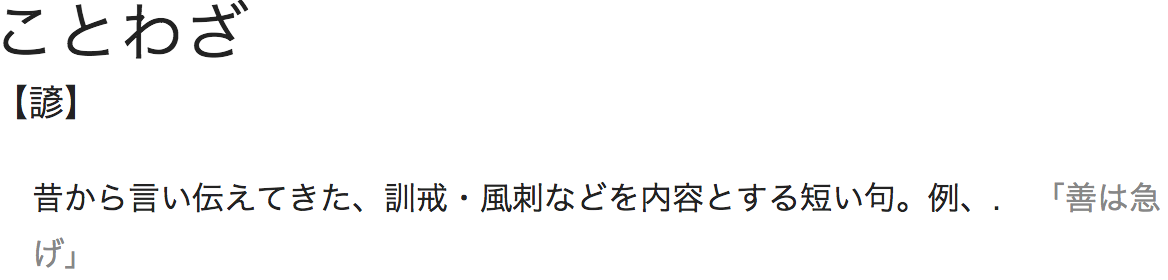 ことわざ
【諺】
昔から言い伝えてきた、訓戒・風刺などを内容とする短い句。例、. 「善は急
げ」